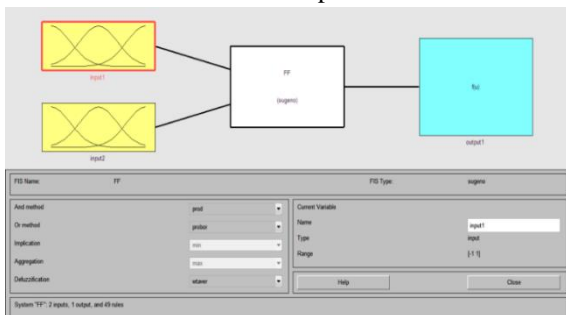 input1
FF
(sugeno)
f(u)
input2
output1
FIS Name: FF FIS Type: sugeno
And method prod
Or method probor
Implication min
Aggregation max
Defuzzification wtaver
Current Variable
Name input1
Type input
Range [-1 1]
Help Close
System "FF": 2 inputs, 1 output, and 49 rules